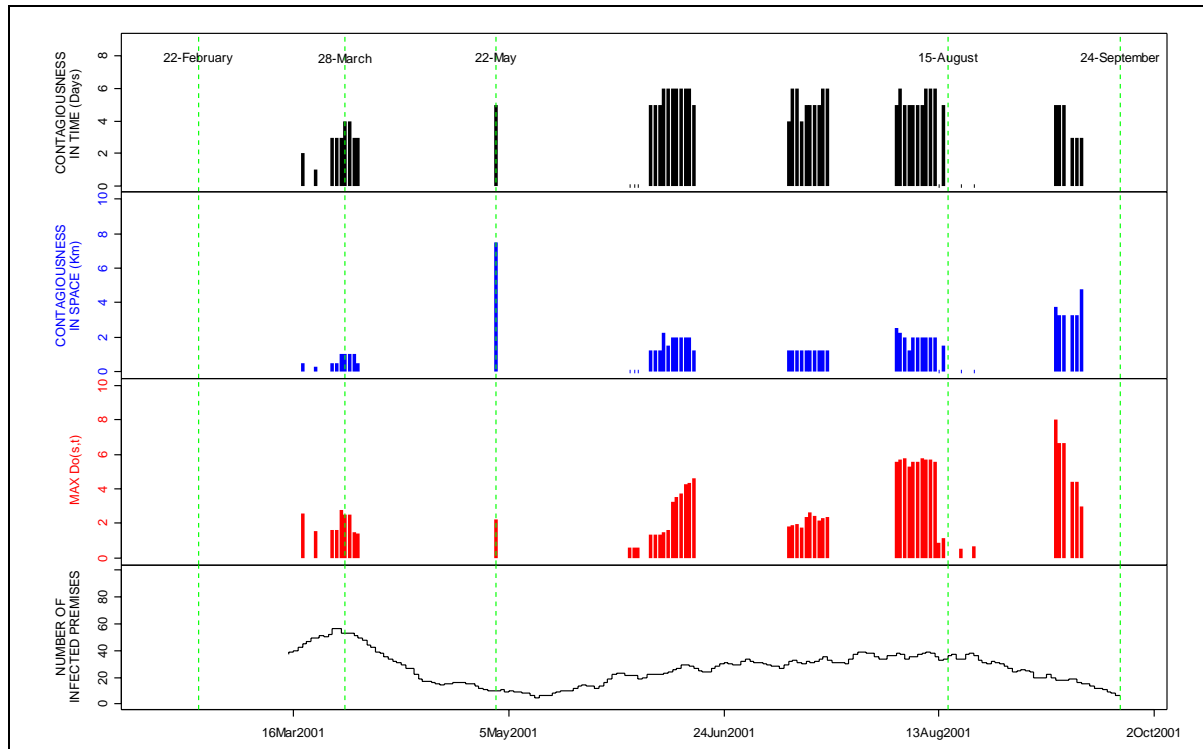 22-February 28-March 22-May 15-August 24-September
CONTAGIOUSNESS
IN TIME (Days)
0 2 4 6 8
CONTAGIOUSNESS
IN SPACE (Km)
0 2 4 6 8 10
MAX Do(s,t)
0 2 4 6 8 10
NUMBER OF
INFECTED PREMISES
0 20 40 60 80
16Mar2001 5May2001 24Jun2001 13Aug2001 2Oct2001